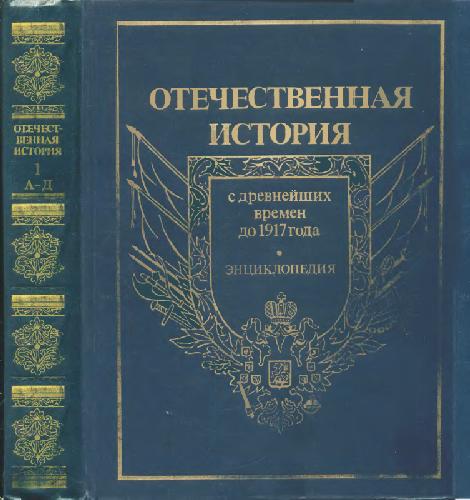 ОТЕЧЕСТ-
ВЕННАЯ
ИСТОРИЯ
1
А–Д
ОТЕЧЕСТВЕННАЯ
ИСТОРИЯ
с древнейших
времен
до 1917 года
•
ЭНЦИКЛОПЕДИЯ